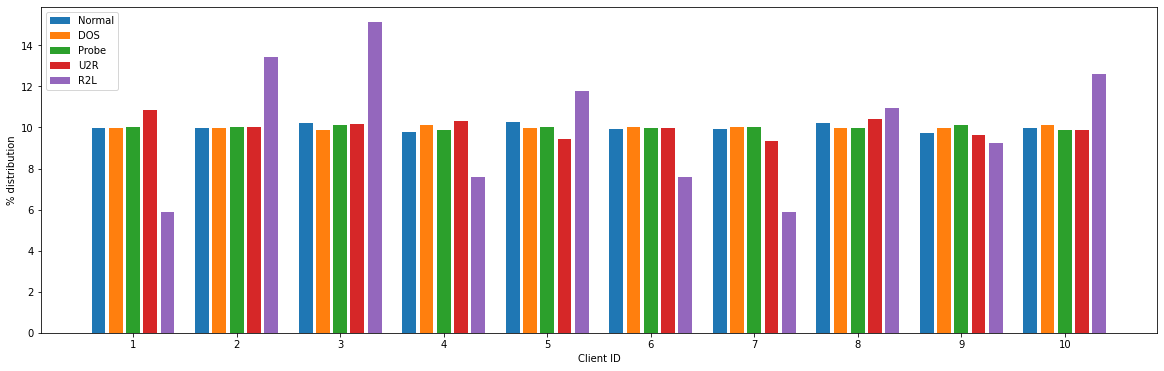 Normal
DOS
Probe
U2R
R2L
14
12
10
8
6
4
2
0
% distribution
1 2 3 4 5 6 7 8 9 10
Client ID